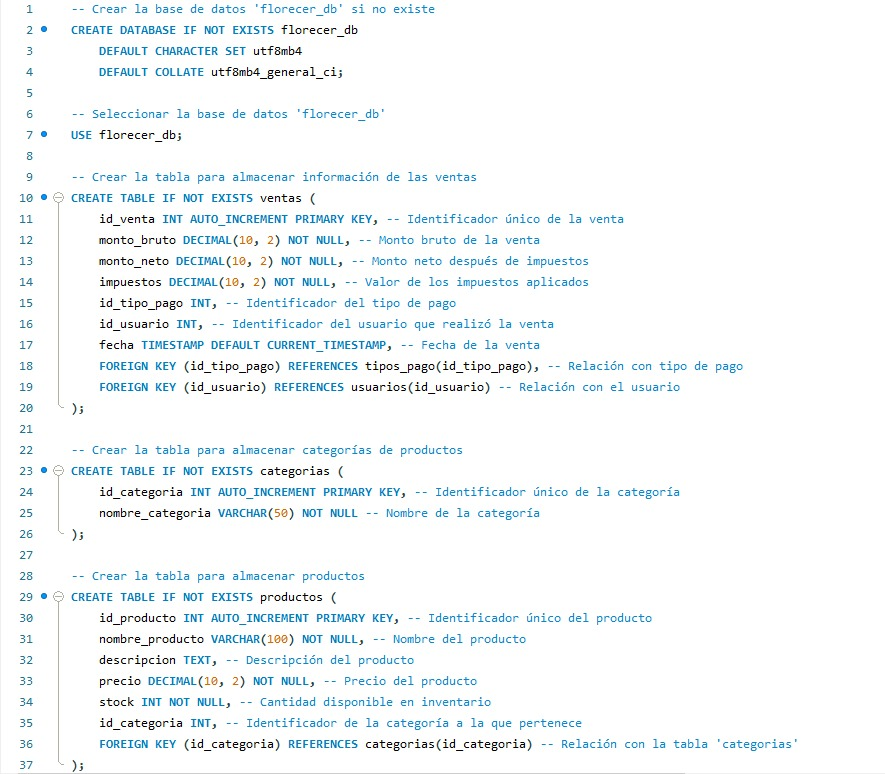 1 -- Crear la base de datos 'florecer_db' si no existe
2 CREATE DATABASE IF NOT EXISTS florecer_db
3 DEFAULT CHARACTER SET utf8mb4
4 DEFAULT COLLATE utf8mb4_general_ci;
5
6 -- Seleccionar la base de datos 'florecer_db'
7 USE florecer_db;
8
9 -- Crear la tabla para almacenar información de las ventas
10 CREATE TABLE IF NOT EXISTS ventas (
11 id_venta INT AUTO_INCREMENT PRIMARY KEY, -- Identificador único de la venta
12 monto_bruto DECIMAL(10, 2) NOT NULL, -- Monto bruto de la venta
13 monto_neto DECIMAL(10, 2) NOT NULL, -- Monto neto después de impuestos
14 impuestos DECIMAL(10, 2) NOT NULL, -- Valor de los impuestos aplicados
15 id_tipo_pago INT, -- Identificador del tipo de pago
16 id_usuario INT, -- Identificador del usuario que realizó la venta
17 fecha TIMESTAMP DEFAULT CURRENT_TIMESTAMP, -- Fecha de la venta
18 FOREIGN KEY (id_tipo_pago) REFERENCES tipos_pago(id_tipo_pago), -- Relación con tipo de pago
19 FOREIGN KEY (id_usuario) REFERENCES usuarios(id_usuario) -- Relación con el usuario
20 );
21
22 -- Crear la tabla para almacenar categorías de productos
23 CREATE TABLE IF NOT EXISTS categorias (
24 id_categoria INT AUTO_INCREMENT PRIMARY KEY, -- Identificador único de la categoría
25 nombre_categoria VARCHAR(50) NOT NULL -- Nombre de la categoría
26 );
27
28 -- Crear la tabla para almacenar productos
29 CREATE TABLE IF NOT EXISTS productos (
30 id_producto INT AUTO_INCREMENT PRIMARY KEY, -- Identificador único del producto
31 nombre_producto VARCHAR(100) NOT NULL, -- Nombre del producto
32 descripcion TEXT, -- Descripción del producto
33 precio DECIMAL(10, 2) NOT NULL, -- Precio del producto
34 stock INT NOT NULL, -- Cantidad disponible en inventario
35 id_categoria INT, -- Identificador de la categoría a la que pertenece
36 FOREIGN KEY (id_categoria) REFERENCES categorias(id_categoria) -- Relación con la tabla 'categorias'
37 );